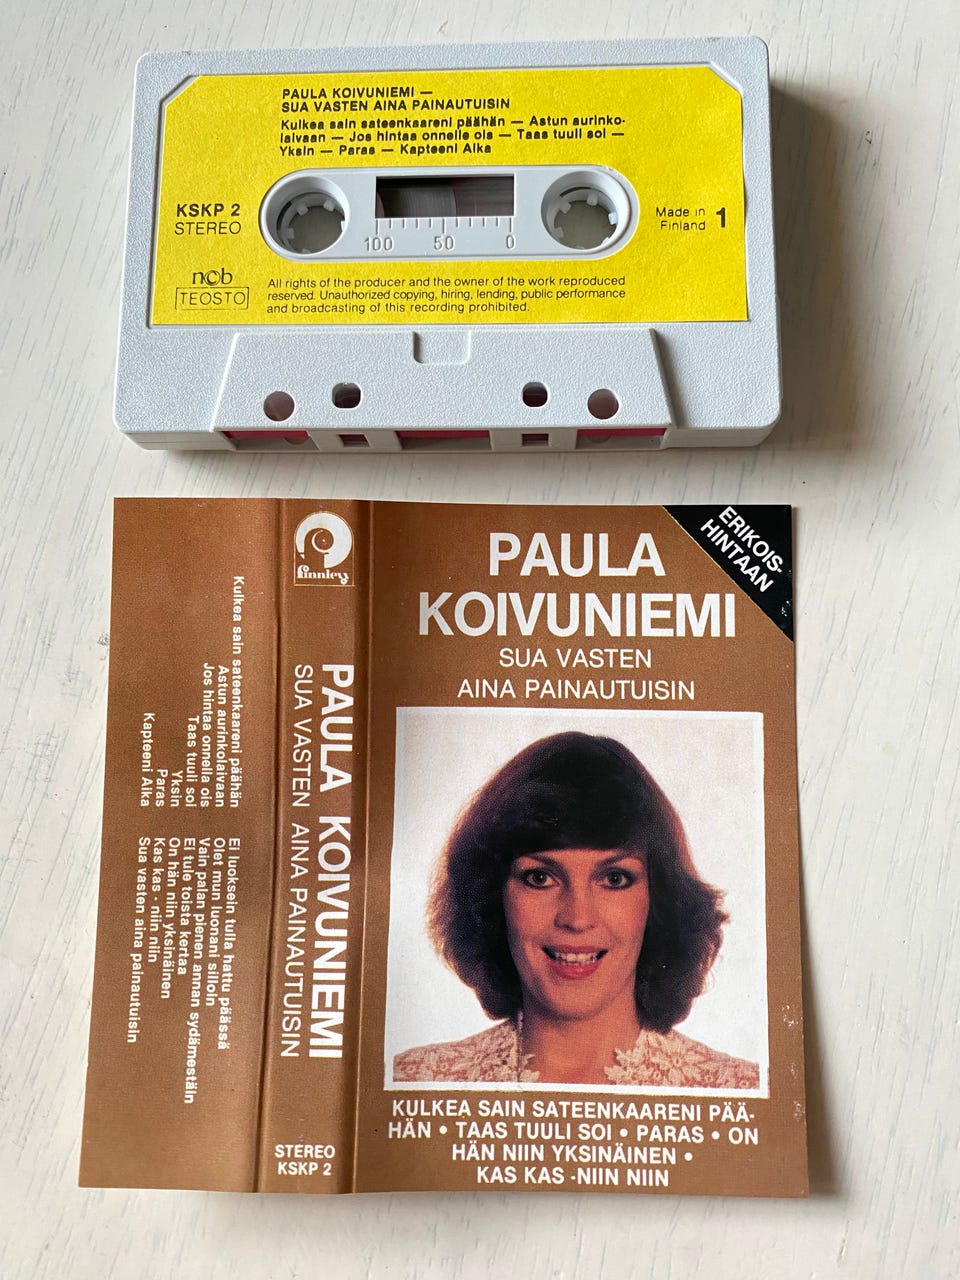 PAULA KOIVUNIEMI —
SUA VASTEN AINA PAINAUTUISIN
Kulkea sain sateenkaareni päähän — Astun aurinko-
laivaan — Jos hintaa onnelle ois — Taas tuuli soi —
Yksin — Paras — Kapteeni Aika
KSKP 2
STEREO
Made in
Finland
1
100 50 0
ncb
TEOSTO
All rights of the producer and the owner of the work reproduced
reserved. Unauthorized copying, hiring, lending, public performance
and broadcasting of this recording prohibited.
ERIKOIS-
HINTAAN
PAULA
KOIVUNIEMI
SUA VASTEN
AINA PAINAUTUISIN
KULKEA SAIN SATEENKAARENI PÄÄ-
HÄN • TAAS TUULI SOI • PARAS • ON
HÄN NIIN YKSINÄINEN •
KAS KAS -NIIN NIIN
finnlevy
PAULA KOIVUNIEMI
SUA VASTEN AINA PAINAUTUISIN
STEREO
KSKP 2
Kulkea sain sateenkaareni päähän
Astun aurinkolaivaan
Jos hintaa onnella ois
Taas tuuli soi
Yksin
Paras
Kapteeni Aika
Ei luoksein tulla hattu päässä
Olet mun luonani silloin
Vain palan pienen annan sydämestäin
Ei tule toista kertaa
On hän niin yksinäinen
Kas kas - niin niin
Sua vasten aina painautuisin